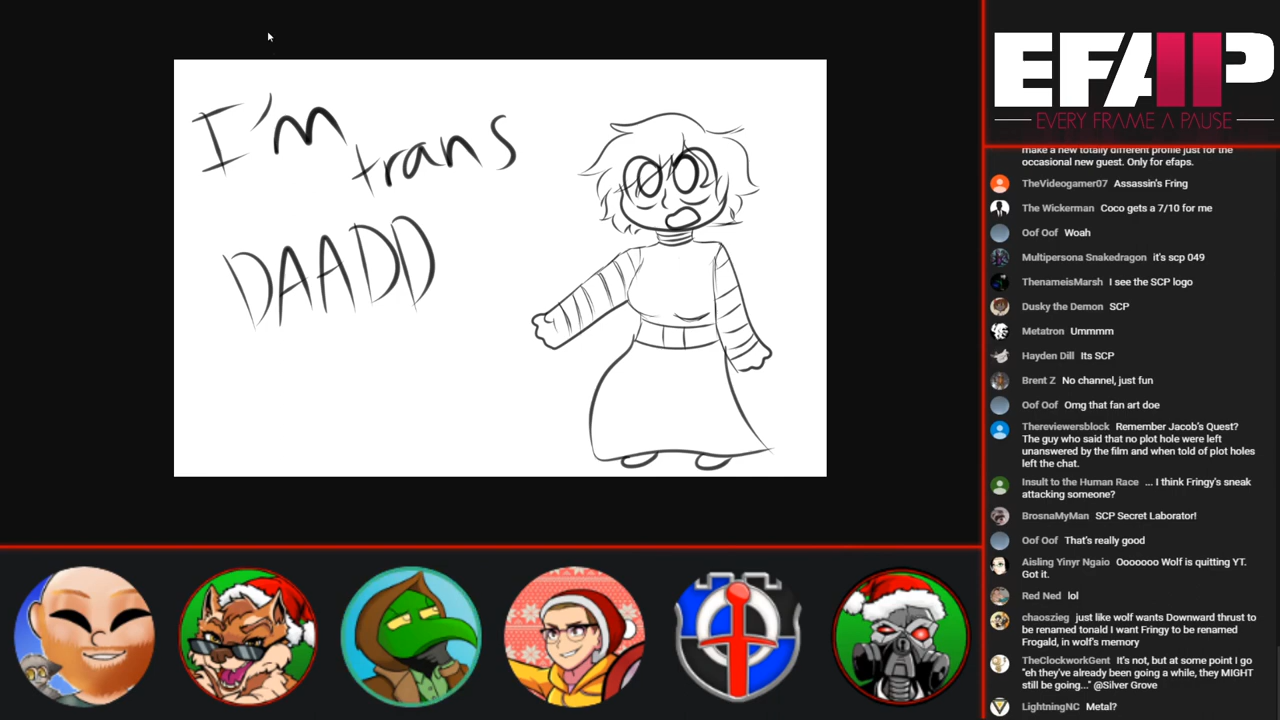 I'm
trans
DAADD
EFAP
EVERY FRAME A PAUSE
make a new totally different profile just for the
occasional new guest. Only for efaps.
TheVideogamer07 Assassin's Fring
The Wickerman Coco gets a 7/10 for me
Oof Oof Woah
Multipersona Snakedragon it's scp 049
ThenameisMarsh I see the SCP logo
Dusky the Demon SCP
Metatron Ummmm
Hayden Dill Its SCP
Brent Z No channel, just fun
Oof Oof Omg that fan art doe
Thereviewersblock Remember Jacob's Quest?
The guy who said that no plot hole were left
unanswered by the film and when told of plot holes
left the chat.
Insult to the Human Race ... I think Fringy's sneak
attacking someone?
BrosnaMyMan SCP Secret Laborator!
Oof Oof That's really good
Aisling Yinyr Ngaio Ooooooo Wolf is quitting YT.
Got it.
Red Ned lol
chaoszieg just like wolf wants Downward thrust to
be renamed tonald I want Fringy to be renamed
Frogald, in wolf's memory
TheClockworkGent It's not, but at some point I go
"eh they've already been going a while, they MIGHT
still be going..." @Silver Grove
LightningNC Metal?